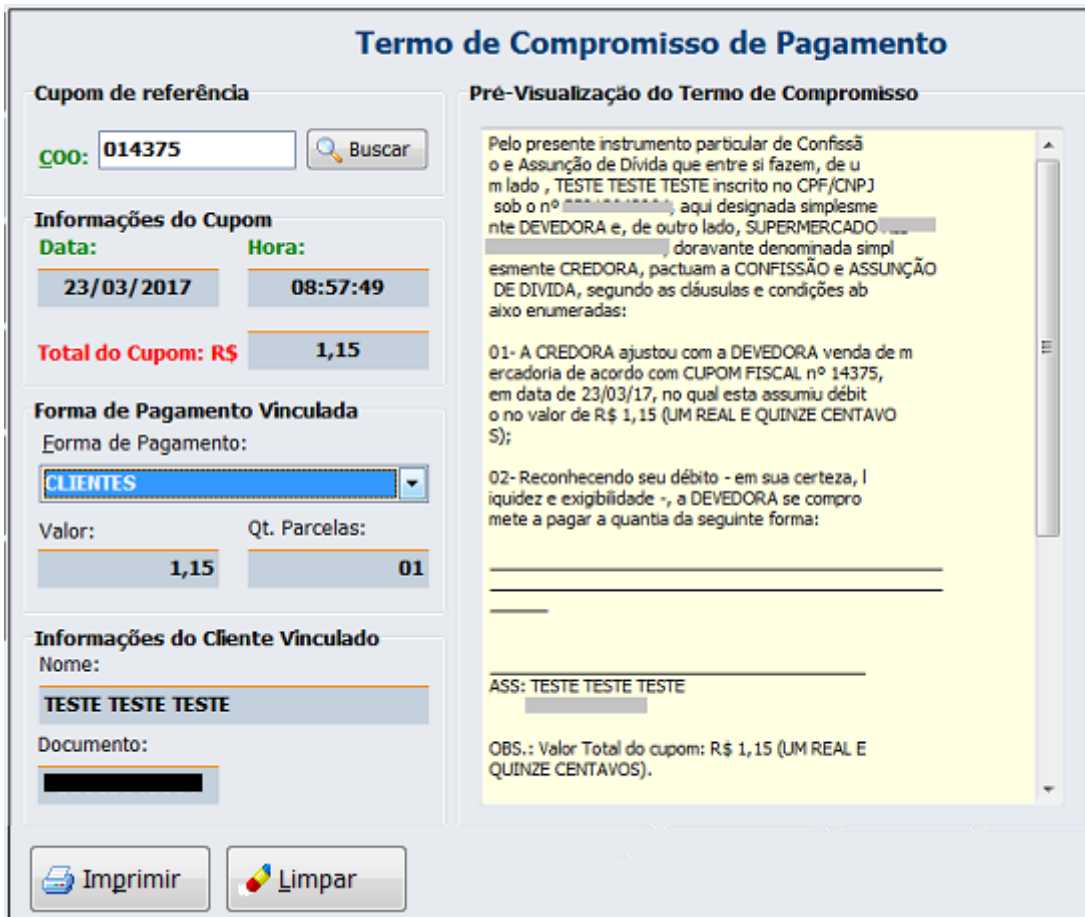 Termo de Compromisso de Pagamento
Cupom de referência
COO: 014375 Buscar
Informações do Cupom
Data: Hora:
23/03/2017 08:57:49
Total do Cupom: R$ 1,15
Forma de Pagamento Vinculada
Forma de Pagamento:
CLIENTES
Valor: Qt. Parcelas:
1,15 01
Informações do Cliente Vinculado
Nome:
TESTE TESTE TESTE
Documento:
Pré-Visualização do Termo de Compromisso
Pelo presente instrumento particular de Confissã
o e Assunção de Dívida que entre si fazem, de u
m lado , TESTE TESTE TESTE inscrito no CPF/CNPJ
sob o nº , aqui designada simplesme
nte DEVEDORA e, de outro lado, SUPERMERCADO
, doravante denominada simpl
esmente CREDORA, pactuam a CONFISSÃO e ASSUNÇÃO
DE DIVIDA, segundo as cláusulas e condições ab
aixo enumeradas:
01- A CREDORA ajustou com a DEVEDORA venda de m
ercadoria de acordo com CUPOM FISCAL nº 14375,
em data de 23/03/17, no qual esta assumiu débit
o no valor de R$ 1,15 (UM REAL E QUINZE CENTAVO
S);
02- Reconhecendo seu débito - em sua certeza, l
iquidez e exigibilidade -, a DEVEDORA se compro
mete a pagar a quantia da seguinte forma:
ASS: TESTE TESTE TESTE
OBS.: Valor Total do cupom: R$ 1,15 (UM REAL E
QUINZE CENTAVOS).
Imprimir Limpar